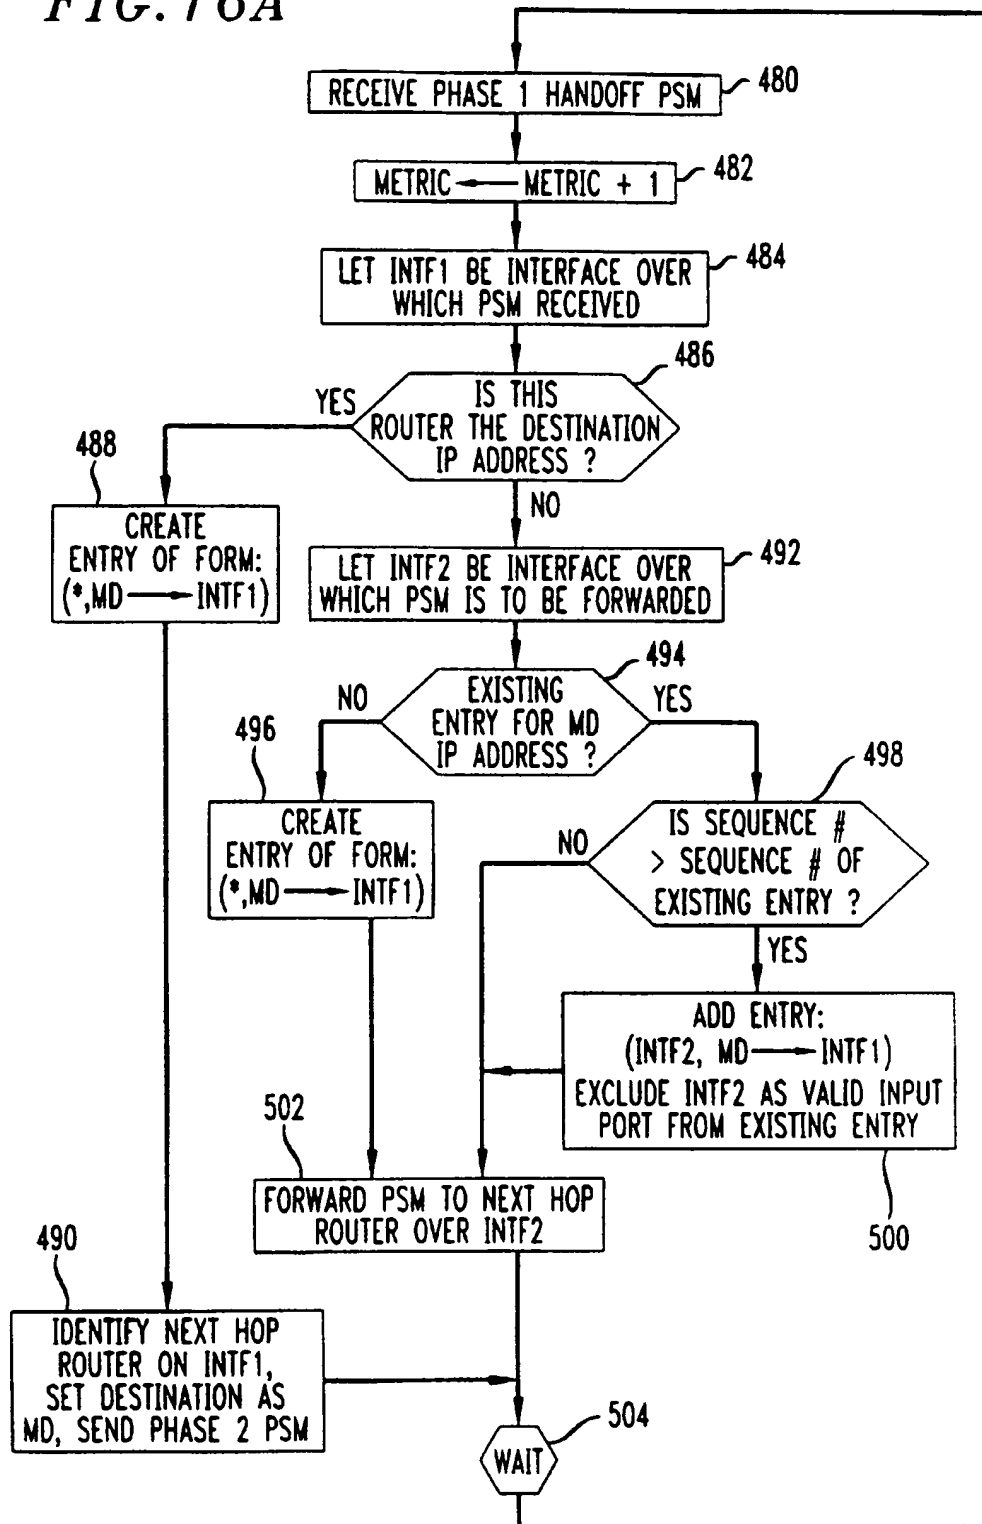 FIG. 16A
RECEIVE PHASE 1 HANDOFF PSM
480
METRIC ← METRIC + 1
482
LET INTF1 BE INTERFACE OVER
WHICH PSM RECEIVED
484
IS THIS
ROUTER THE DESTINATION
IP ADDRESS ?
486
YES
NO
488
CREATE
ENTRY OF FORM:
(*,MD → INTF1)
LET INTF2 BE INTERFACE OVER
WHICH PSM IS TO BE FORWARDED
492
EXISTING
ENTRY FOR MD
IP ADDRESS ?
494
NO
YES
496
CREATE
ENTRY OF FORM:
(*,MD → INTF1)
IS SEQUENCE #
> SEQUENCE # OF
EXISTING ENTRY ?
498
NO
YES
ADD ENTRY:
(INTF2, MD → INTF1)
EXCLUDE INTF2 AS VALID INPUT
PORT FROM EXISTING ENTRY
500
502
FORWARD PSM TO NEXT HOP
ROUTER OVER INTF2
490
IDENTIFY NEXT HOP
ROUTER ON INTF1,
SET DESTINATION AS
MD, SEND PHASE 2 PSM
WAIT
504